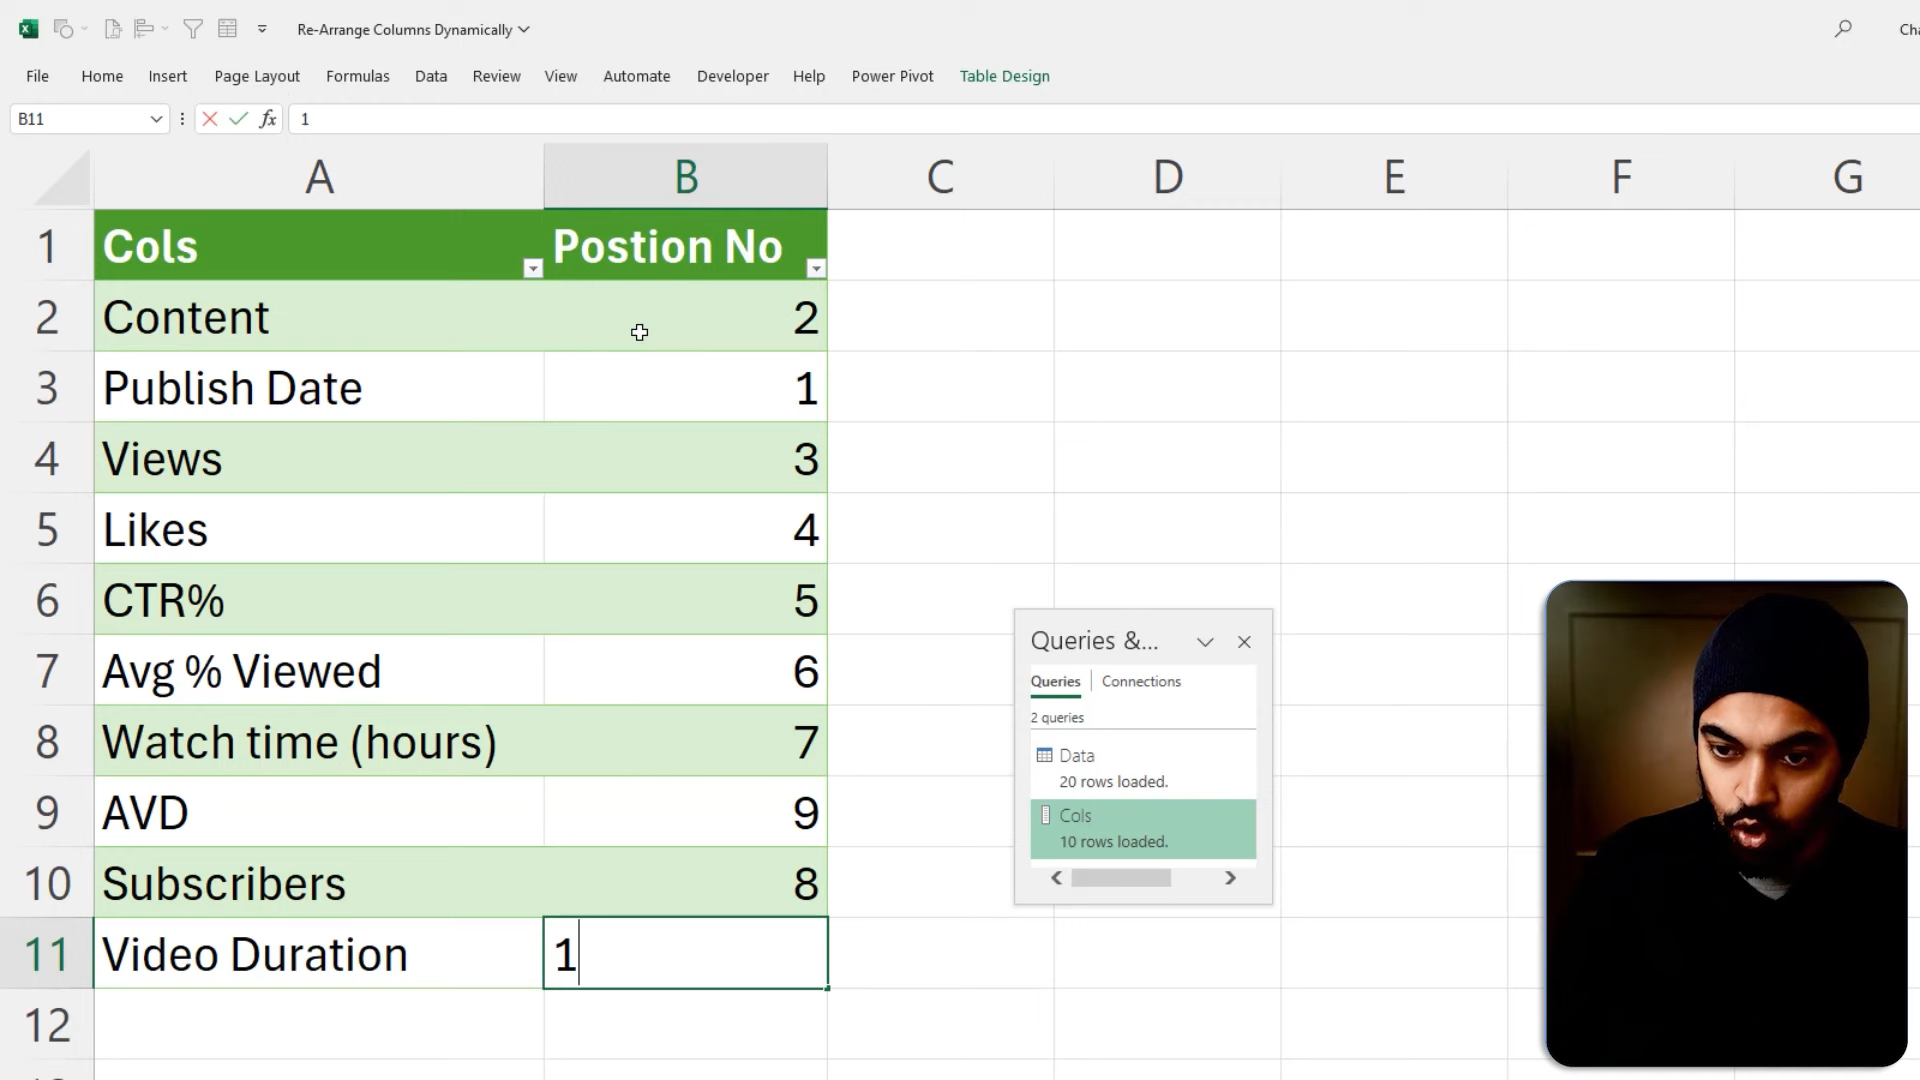 Re-Arrange Columns Dynamically
Cha
File Home Insert Page Layout Formulas Data Review View Automate Developer Help Power Pivot Table Design
B11 fx 1
A B C D E F G
1 Cols Postion No
2 Content 2
3 Publish Date 1
4 Views 3
5 Likes 4
6 CTR% 5
7 Avg % Viewed 6
8 Watch time (hours) 7
9 AVD 9
10 Subscribers 8
11 Video Duration 1
12
Queries &...
Queries Connections
2 queries
Data
20 rows loaded.
Cols
10 rows loaded.